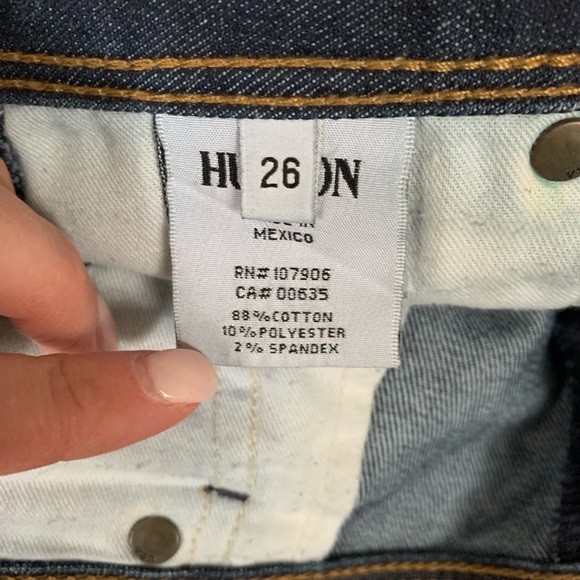 HU ON
26
MEXICO
RN# 107906
CA# 00635
88% COTTON
10% POLYESTER
2% SPANDEX